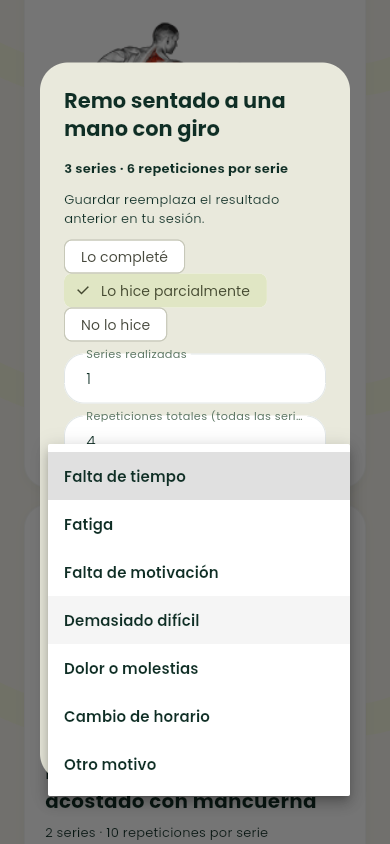 Remo sentado a una
mano con giro
3 series · 6 repeticiones por serie
Guardar reemplaza el resultado
anterior en tu sesión.
Lo completé
Lo hice parcialmente
No lo hice
Series realizadas
1
Repeticiones totales (todas las seri...
4
Falta de tiempo
Fatiga
Falta de motivación
Demasiado difícil
Dolor o molestias
Cambio de horario
Otro motivo
acostado con mancuerna
2 series · 10 repeticiones por serie